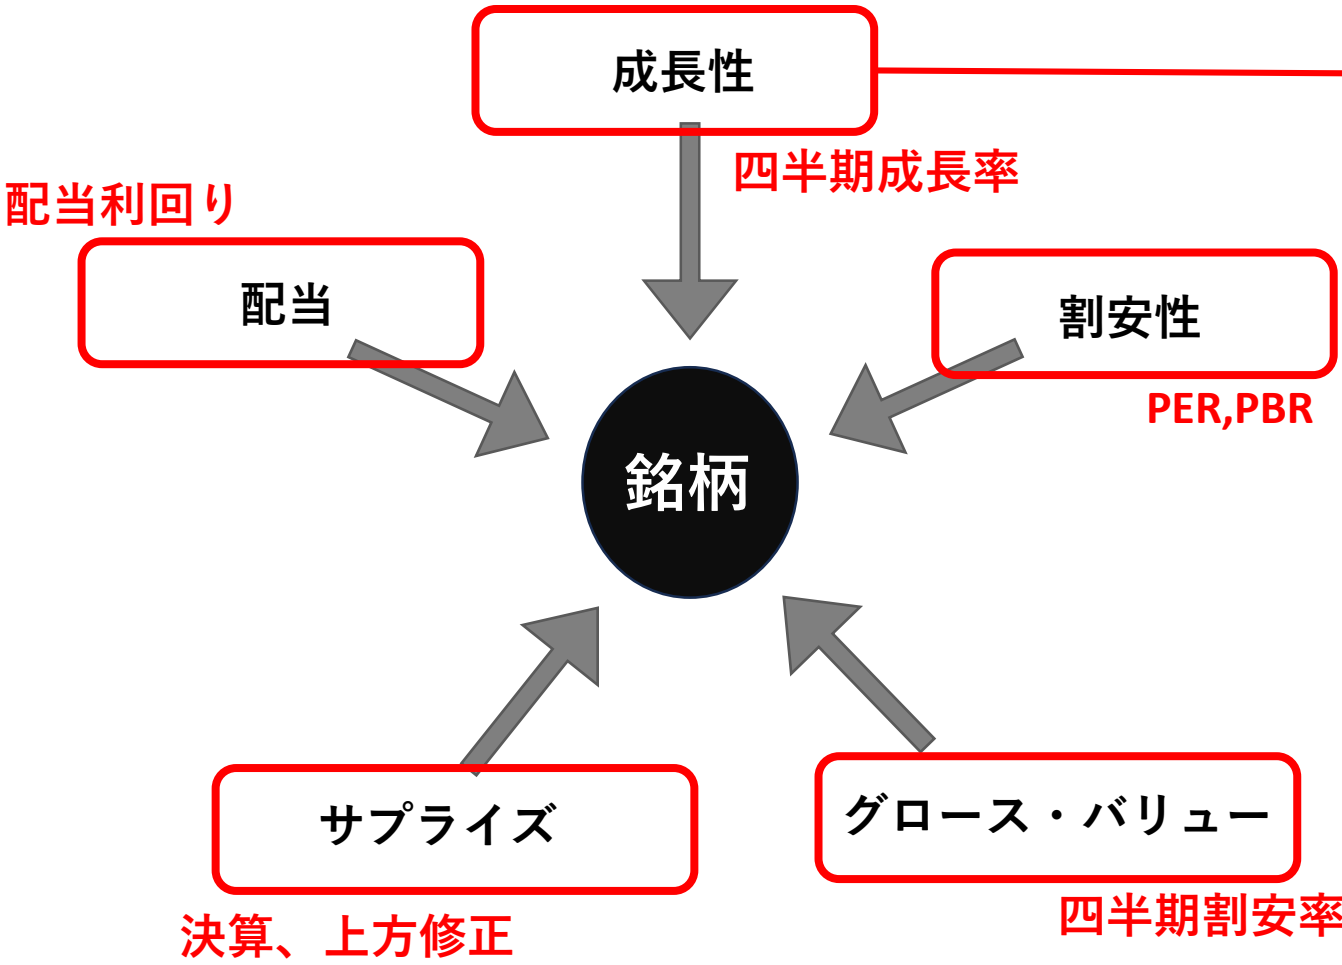 成長性
四半期成長率
配当利回り
配当
割安性
PER,PBR
銘柄
サプライズ
決算、上方修正
グロース・バリュー
四半期割安率